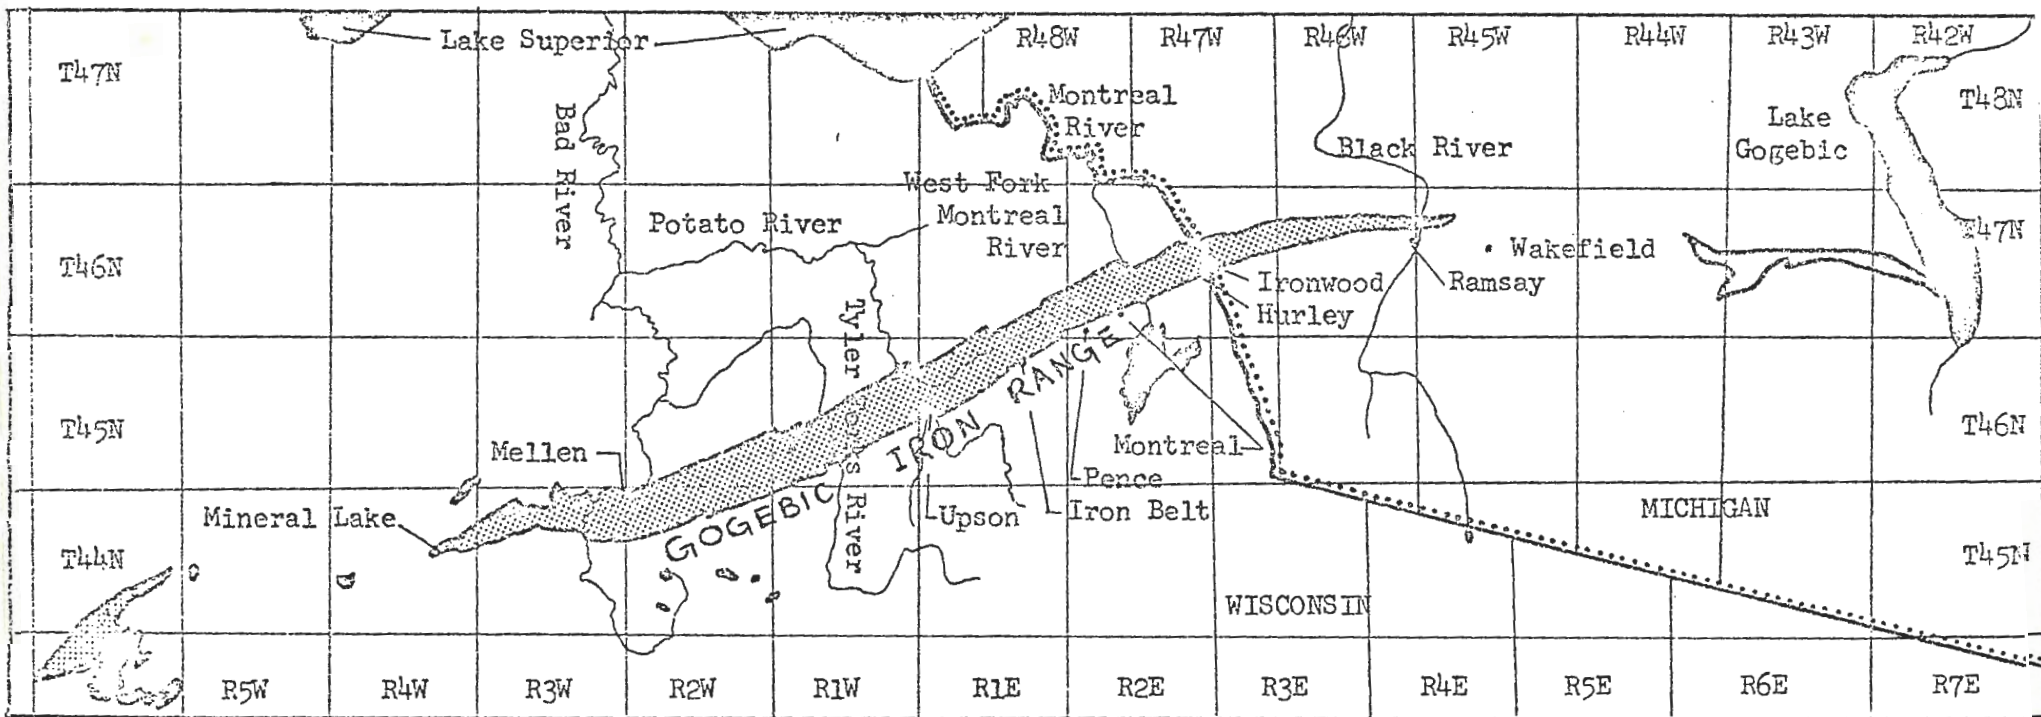 Lake Superior
R48W R47W R46W R45W R44W R43W R42W
T47N
T48N
Bad River
Montreal
River
Black River
Lake
Gogebic
West Fork
Montreal
River
Potato River
T46N
47N
Wakefield
Ironwood
Ramsay
Hurley
Tyler Forks River
T45N
T46N
GOGEBIC IRON RANGE
Mellen
Montreal
Pence
Iron Belt
Upson
Mineral Lake
MICHIGAN
T44N
T45N
WISCONSIN
R5W R4W R3W R2W R1W R1E R2E R3E R4E R5E R6E R7E